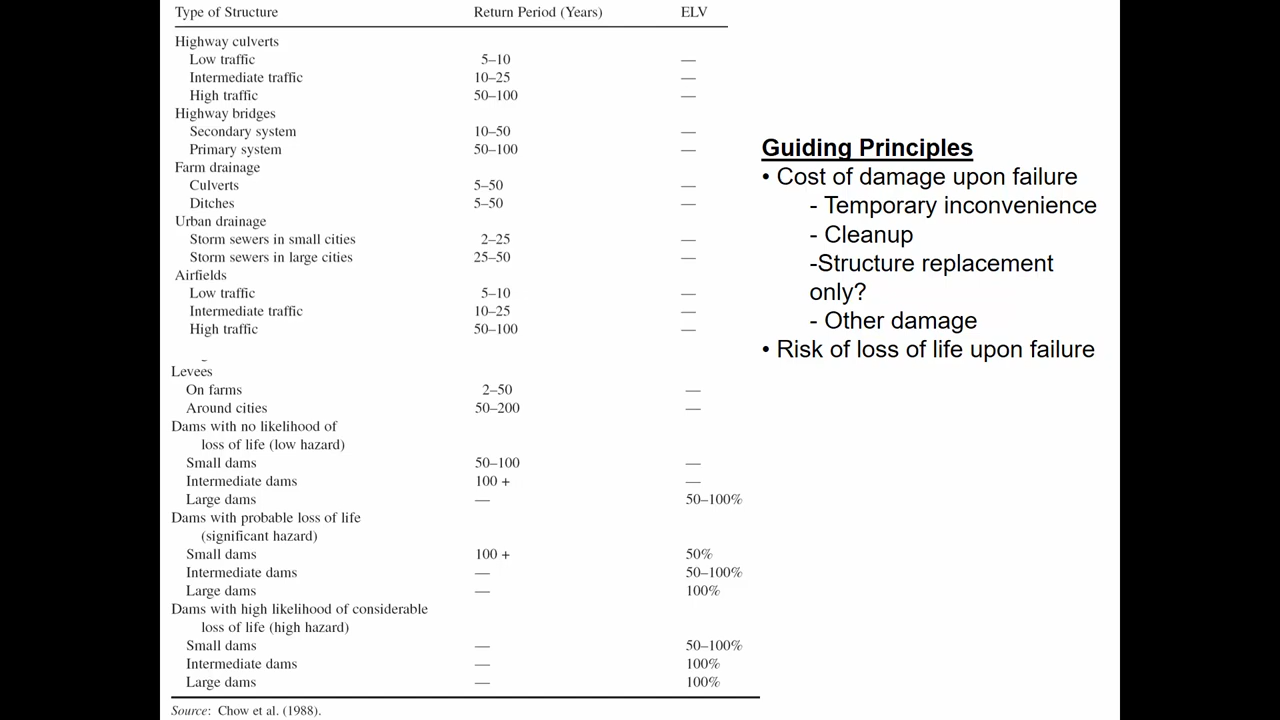 Type of Structure Return Period (Years) ELV
Highway culverts
Low traffic 5–10 —
Intermediate traffic 10–25 —
High traffic 50–100 —
Highway bridges
Secondary system 10–50 —
Primary system 50–100 —
Farm drainage
Culverts 5–50 —
Ditches 5–50 —
Urban drainage
Storm sewers in small cities 2–25 —
Storm sewers in large cities 25–50 —
Airfields
Low traffic 5–10 —
Intermediate traffic 10–25 —
High traffic 50–100 —
Levees
On farms 2–50 —
Around cities 50–200 —
Dams with no likelihood of
loss of life (low hazard)
Small dams 50–100 —
Intermediate dams 100 + —
Large dams — 50–100%
Dams with probable loss of life
(significant hazard)
Small dams 100 + 50%
Intermediate dams — 50–100%
Large dams — 100%
Dams with high likelihood of considerable
loss of life (high hazard)
Small dams — 50–100%
Intermediate dams — 100%
Large dams — 100%
Source: Chow et al. (1988).
Guiding Principles
• Cost of damage upon failure
- Temporary inconvenience
- Cleanup
-Structure replacement
only?
- Other damage
• Risk of loss of life upon failure